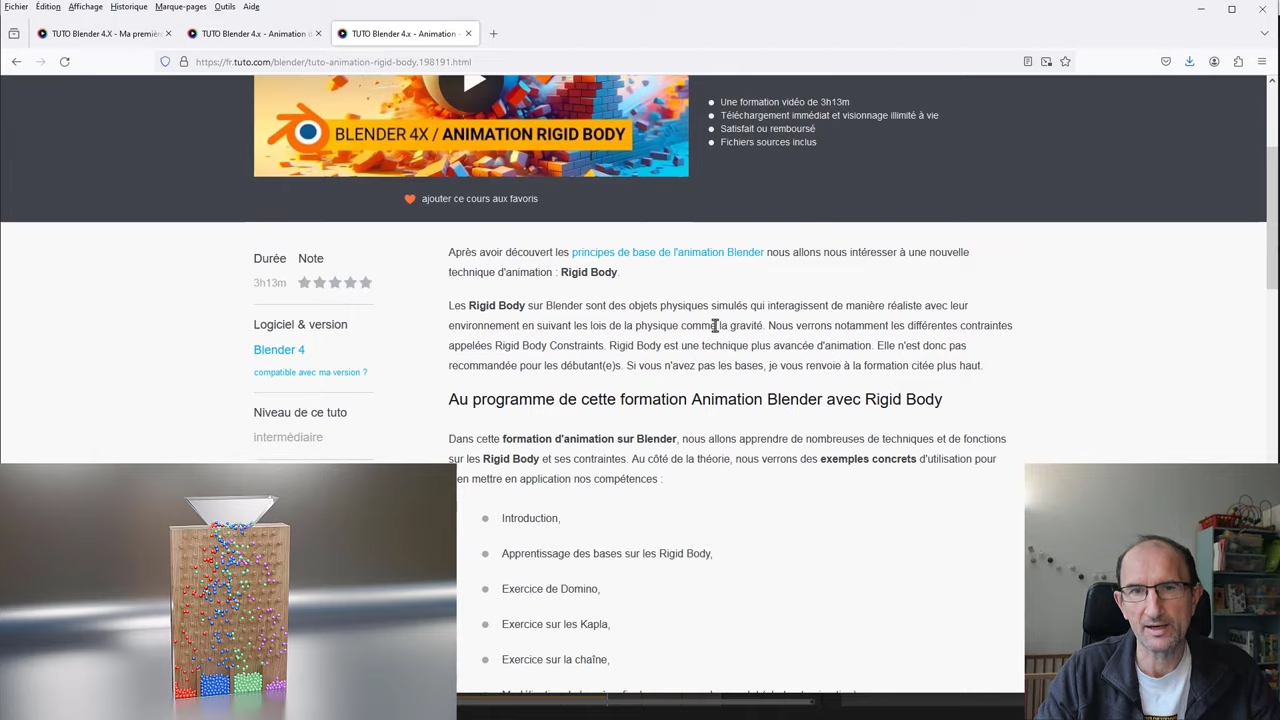 Fichier Édition Affichage Historique Marque-pages Outils Aide
TUTO Blender 4.X - Ma premièr
TUTO Blender 4.x - Animation d
TUTO Blender 4.x - Animation -
https://fr.tuto.com/blender/tuto-animation-rigid-body.198191.html
BLENDER 4X / ANIMATION RIGID BODY
Une formation vidéo de 3h13m
Téléchargement immédiat et visionnage illimité à vie
Satisfait ou remboursé
Fichiers sources inclus
ajouter ce cours aux favoris
Durée Note
3h13m
Logiciel & version
Blender 4
compatible avec ma version ?
Niveau de ce tuto
intermédiaire
Après avoir découvert les principes de base de l'animation Blender nous allons nous intéresser à une nouvelle
technique d'animation : Rigid Body.
Les Rigid Body sur Blender sont des objets physiques simulés qui interagissent de manière réaliste avec leur
environnement en suivant les lois de la physique comme la gravité. Nous verrons notamment les différentes contraintes
appelées Rigid Body Constraints. Rigid Body est une technique plus avancée d'animation. Elle n'est donc pas
recommandée pour les débutant(e)s. Si vous n'avez pas les bases, je vous renvoie à la formation citée plus haut.
Au programme de cette formation Animation Blender avec Rigid Body
Dans cette formation d'animation sur Blender, nous allons apprendre de nombreuses de techniques et de fonctions
sur les Rigid Body et ses contraintes. Au côté de la théorie, nous verrons des exemples concrets d'utilisation pour
en mettre en application nos compétences :
Introduction,
Apprentissage des bases sur les Rigid Body,
Exercice de Domino,
Exercice sur les Kapla,
Exercice sur la chaîne,